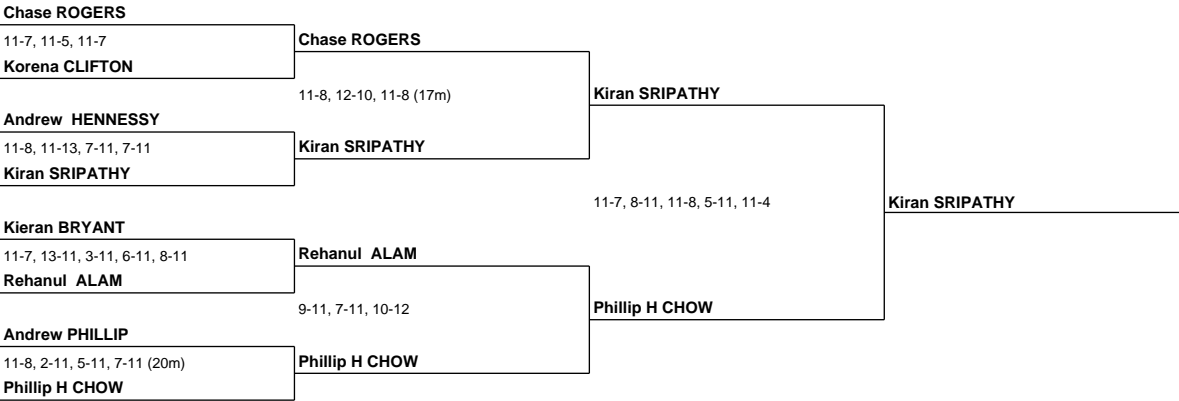 Chase ROGERS
11-7, 11-5, 11-7
Korena CLIFTON
Andrew HENNESSY
11-8, 11-13, 7-11, 7-11
Kiran SRIPATHY
Kieran BRYANT
11-7, 13-11, 3-11, 6-11, 8-11
Rehanul ALAM
Andrew PHILLIP
11-8, 2-11, 5-11, 7-11 (20m)
Phillip H CHOW
Chase ROGERS
11-8, 12-10, 11-8 (17m)
Kiran SRIPATHY
Rehanul ALAM
9-11, 7-11, 10-12
Phillip H CHOW
Kiran SRIPATHY
11-7, 8-11, 11-8, 5-11, 11-4
Phillip H CHOW
Kiran SRIPATHY